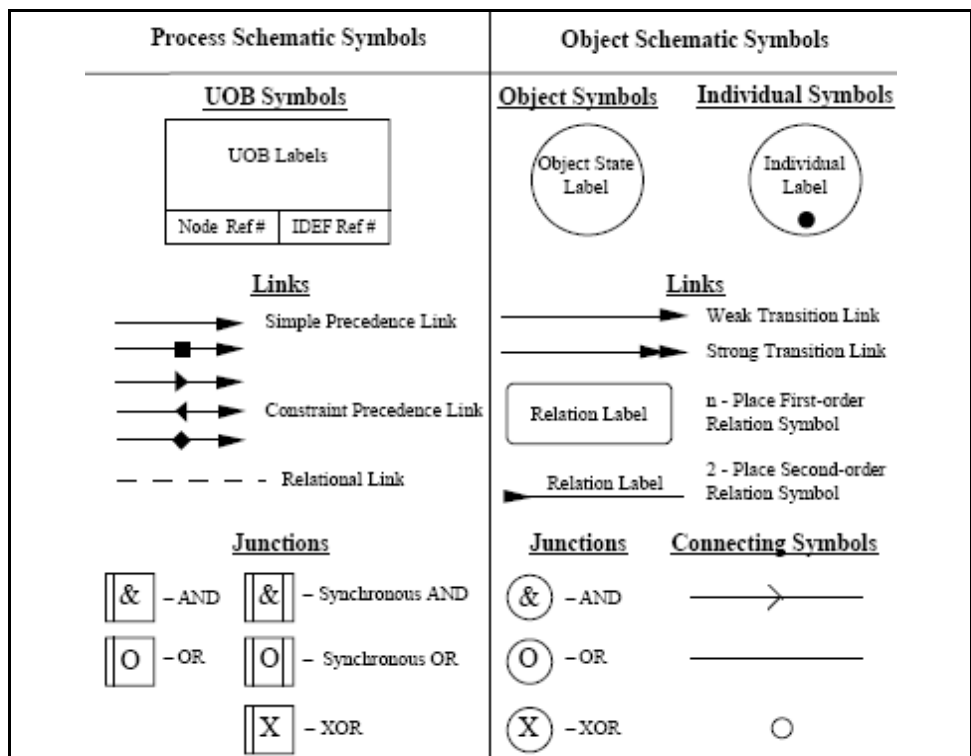 Process Schematic Symbols
Object Schematic Symbols
UOB Symbols
UOB Labels
Node Ref #
IDEF Ref #
Links
Simple Precedence Link
Constraint Precedence Link
Relational Link
Junctions
& – AND
& – Synchronous AND
O – OR
O – Synchronous OR
X – XOR
Object Symbols
Individual Symbols
Object State
Label
Individual
Label
Links
Weak Transition Link
Strong Transition Link
Relation Label
n - Place First-order
Relation Symbol
Relation Label
2 - Place Second-order
Relation Symbol
Junctions
Connecting Symbols
& – AND
O – OR
X – XOR